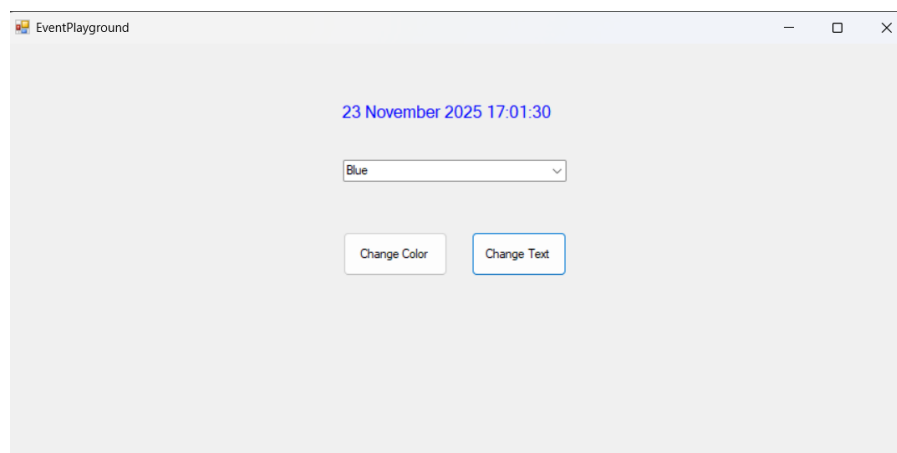 EventPlayground
23 November 2025 17:01:30
Blue
Change Color Change Text